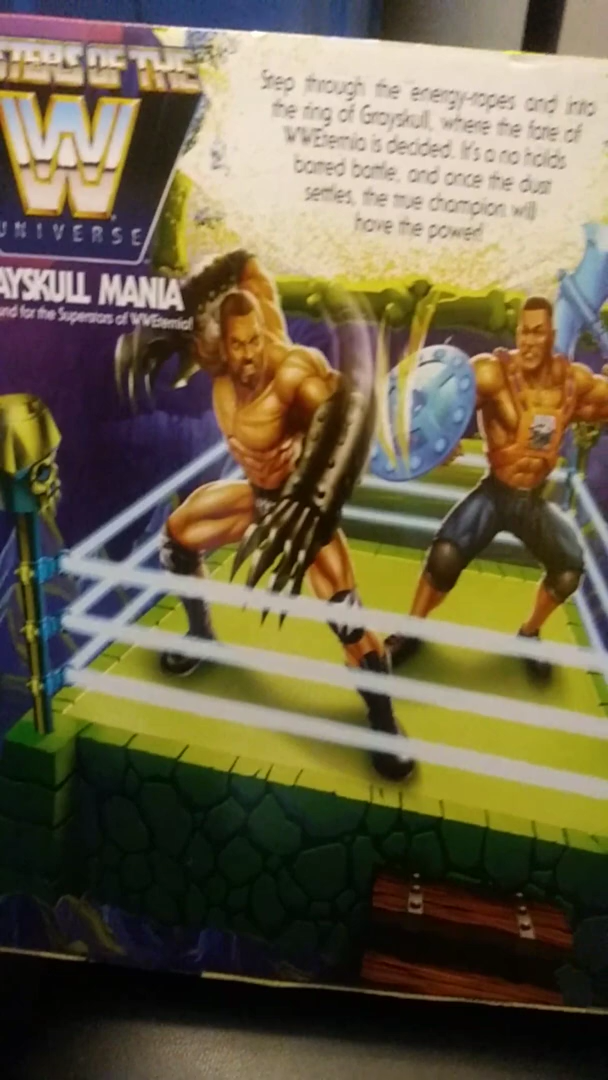 STERS OF THE
W
UNIVERSE
AYSKULL MANIA
und for the Superstars of WWEternia!
Step through the energy-ropes and into
the ring of Grayskull, where the fate of
WWEternia is decided. It's a no holds
barred battle, and once the dust
settles, the true champion will
have the power!